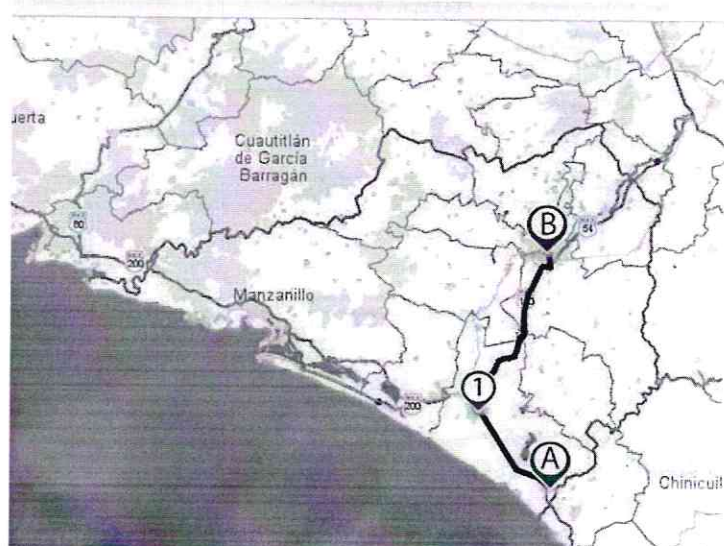 uerta
Cuautitlán
de García
Barragán
80
B
54
200
Manzanillo
1
200
A
Chinicuil